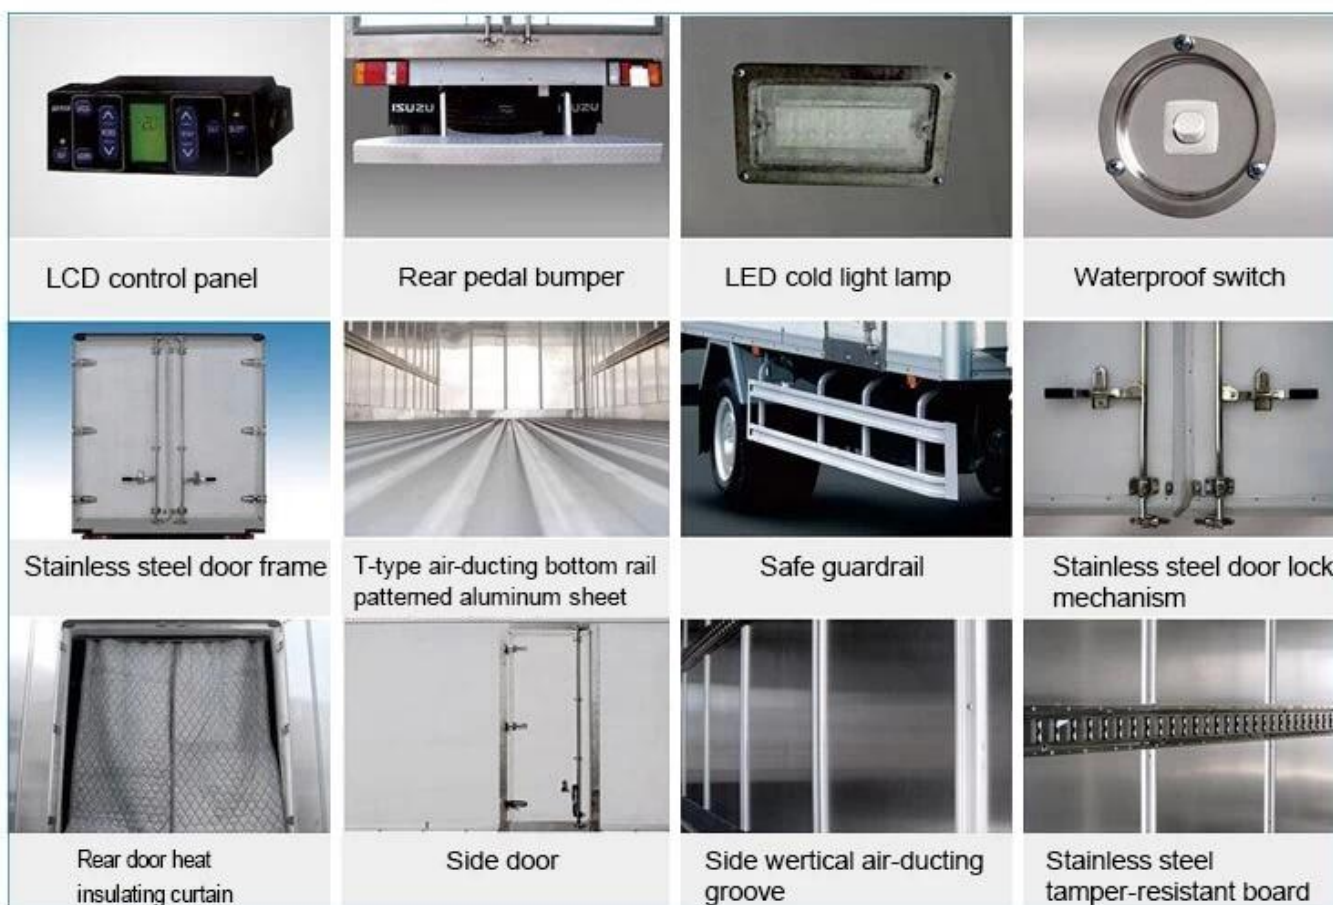 ISUZU
ISUZU
LCD control panel
Rear pedal bumper
LED cold light lamp
Waterproof switch
Stainless steel door frame
T-type air-ducting bottom rail
patterned aluminum sheet
Safe guardrail
Stainless steel door lock
mechanism
Rear door heat
insulating curtain
Side door
Side wertical air-ducting
groove
Stainless steel
tamper-resistant board